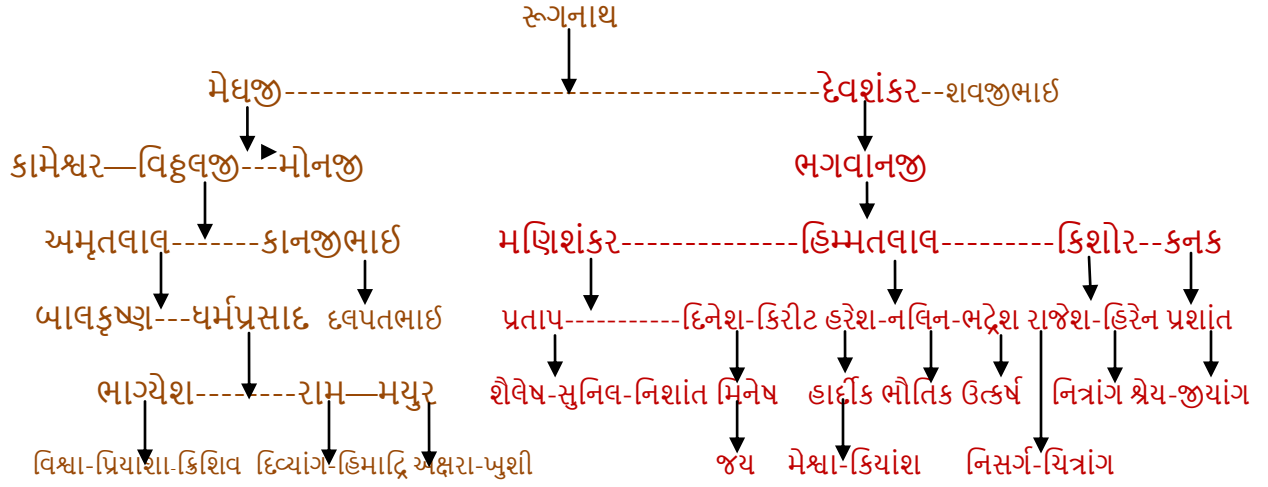 રૂગનાથ
મેઘજી-----------------------------------દેવશંકર--શવજીભાઈ
કામેશ્વર—વિઠ્ઠલજી---મોનજી ભગવાનજી
અમૃતલાલ-------કાનજીભાઈ મણિશંકર--------------હિમ્મતલાલ---------કિશોર--કનક
બાલકૃષ્ણ---ધર્મપ્રસાદ દલપતભાઈ પ્રતાપ-----------દિનેશ-કિરીટ હરેશ-નલિન-ભદ્રેશ રાજેશ-હિરેન પ્રશાંત
ભાગ્યેશ---------રામ—મયુર શૈલેષ-સુનિલ-નિશાંત મિનેષ હાર્દીક ભૌતિક ઉત્કર્ષ નિત્રાંગ શ્રેય-જીયાંગ
વિશ્વા-પ્રિયાંશા-ક્રિશિવ દિવ્યાંગ-હિમાદ્રિ અક્ષરા-ખુશી જય મેશ્વા-કિયાંશ નિસર્ગ-ચિત્રાંગ